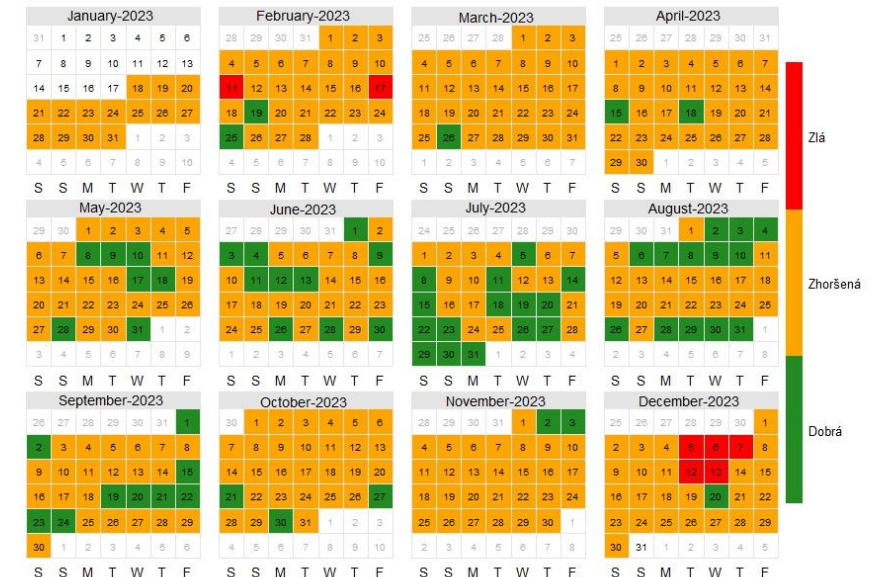 January-2023 February-2023 March-2023 April-2023
31 1 2 3 4 5 6 28 29 30 31 1 2 3 25 26 27 28 1 2 3 25 26 27 28 29 30 31
7 8 9 10 11 12 13 4 5 6 7 8 9 10 4 5 6 7 8 9 10 1 2 3 4 5 6 7
14 15 16 17 18 19 20 11 12 13 14 15 16 17 11 12 13 14 15 16 17 8 9 10 11 12 13 14
21 22 23 24 25 26 27 18 19 20 21 22 23 24 18 19 20 21 22 23 24 15 16 17 18 19 20 21
28 29 30 31 1 2 3 25 26 27 28 1 2 3 25 26 27 28 29 30 31 22 23 24 25 26 27 28
4 5 6 7 8 9 10 4 5 6 7 8 9 10 1 2 3 4 5 6 7 29 30 1 2 3 4 5
S S M T W T F S S M T W T F S S M T W T F S S M T W T F
Zlá
May-2023 June-2023 July-2023 August-2023
29 30 1 2 3 4 5 27 28 29 30 31 1 2 24 25 26 27 28 29 30 29 30 31 1 2 3 4
6 7 8 9 10 11 12 3 4 5 6 7 8 9 1 2 3 4 5 6 7 5 6 7 8 9 10 11
13 14 15 16 17 18 19 10 11 12 13 14 15 16 8 9 10 11 12 13 14 12 13 14 15 16 17 18
20 21 22 23 24 25 26 17 18 19 20 21 22 23 15 16 17 18 19 20 21 19 20 21 22 23 24 25
27 28 29 30 31 1 2 24 25 26 27 28 29 30 22 23 24 25 26 27 28 26 27 28 29 30 31 1
3 4 5 6 7 8 9 1 2 3 4 5 6 7 29 30 31 1 2 3 4 2 3 4 5 6 7 8
S S M T W T F S S M T W T F S S M T W T F S S M T W T F
Zhoršená
September-2023 October-2023 November-2023 December-2023
26 27 28 29 30 31 1 30 1 2 3 4 5 6 28 29 30 31 1 2 3 25 26 27 28 29 30 1
2 3 4 5 6 7 8 7 8 9 10 11 12 13 4 5 6 7 8 9 10 2 3 4 5 6 7 8
9 10 11 12 13 14 15 14 15 16 17 18 19 20 11 12 13 14 15 16 17 9 10 11 12 13 14 15
16 17 18 19 20 21 22 21 22 23 24 25 26 27 18 19 20 21 22 23 24 16 17 18 19 20 21 22
23 24 25 26 27 28 29 28 29 30 31 1 2 3 25 26 27 28 29 30 1 23 24 25 26 27 28 29
30 1 2 3 4 5 6 4 5 6 7 8 9 10 2 3 4 5 6 7 8 30 31 1 2 3 4 5
S S M T W T F S S M T W T F S S M T W T F S S M T W T F
Dobrá